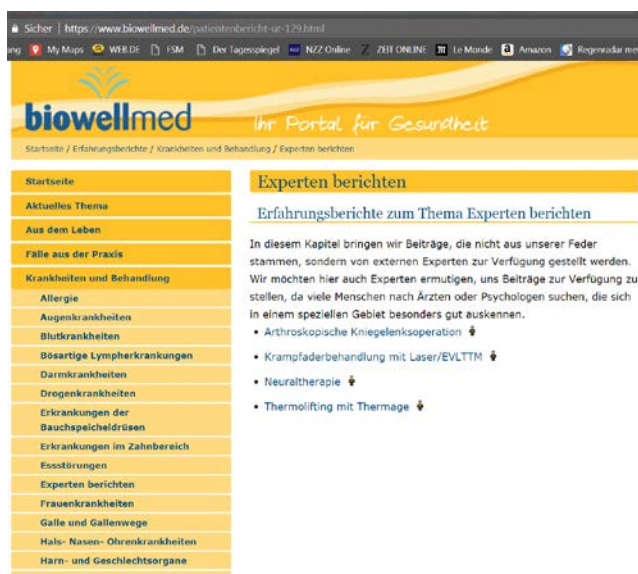 Sicher | https://www.biowellmed.de/patientenbericht-ur-129.html
ang My Maps WEB.DE FSM Der Tagesspiegel NZZ Online ZEIT ONLINE Le Monde Amazon Regenradar me
biowellmed
Ihr Portal für Gesundheit
Startseite / Erfahrungsberichte / Krankheiten und Behandlung / Experten berichten
Startseite
Aktuelles Thema
Aus dem Leben
Fälle aus der Praxis
Krankheiten und Behandlung
Allergie
Augenkrankheiten
Blutkrankheiten
Bösartige Lympherkrankungen
Darmkrankheiten
Drogenkrankheiten
Erkrankungen der
Bauchspeicheldrüsen
Erkrankungen im Zahnbereich
Essstörungen
Experten berichten
Frauenkrankheiten
Galle und Gallenwege
Hals- Nasen- Ohrenkrankheiten
Harn- und Geschlechtsorgane
Experten berichten
Erfahrungsberichte zum Thema Experten berichten
In diesem Kapitel bringen wir Beiträge, die nicht aus unserer Feder
stammen, sondern von externen Experten zur Verfügung gestellt werden.
Wir möchten hier auch Experten ermutigen, uns Beiträge zur Verfügung zu
stellen, da viele Menschen nach Ärzten oder Psychologen suchen, die sich
in einem speziellen Gebiet besonders gut auskennen.
• Arthroskopische Kniegelenksoperation
• Krampfaderbehandlung mit Laser/EVLTTM
• Neuraltherapie
• Thermolifting mit Thermage